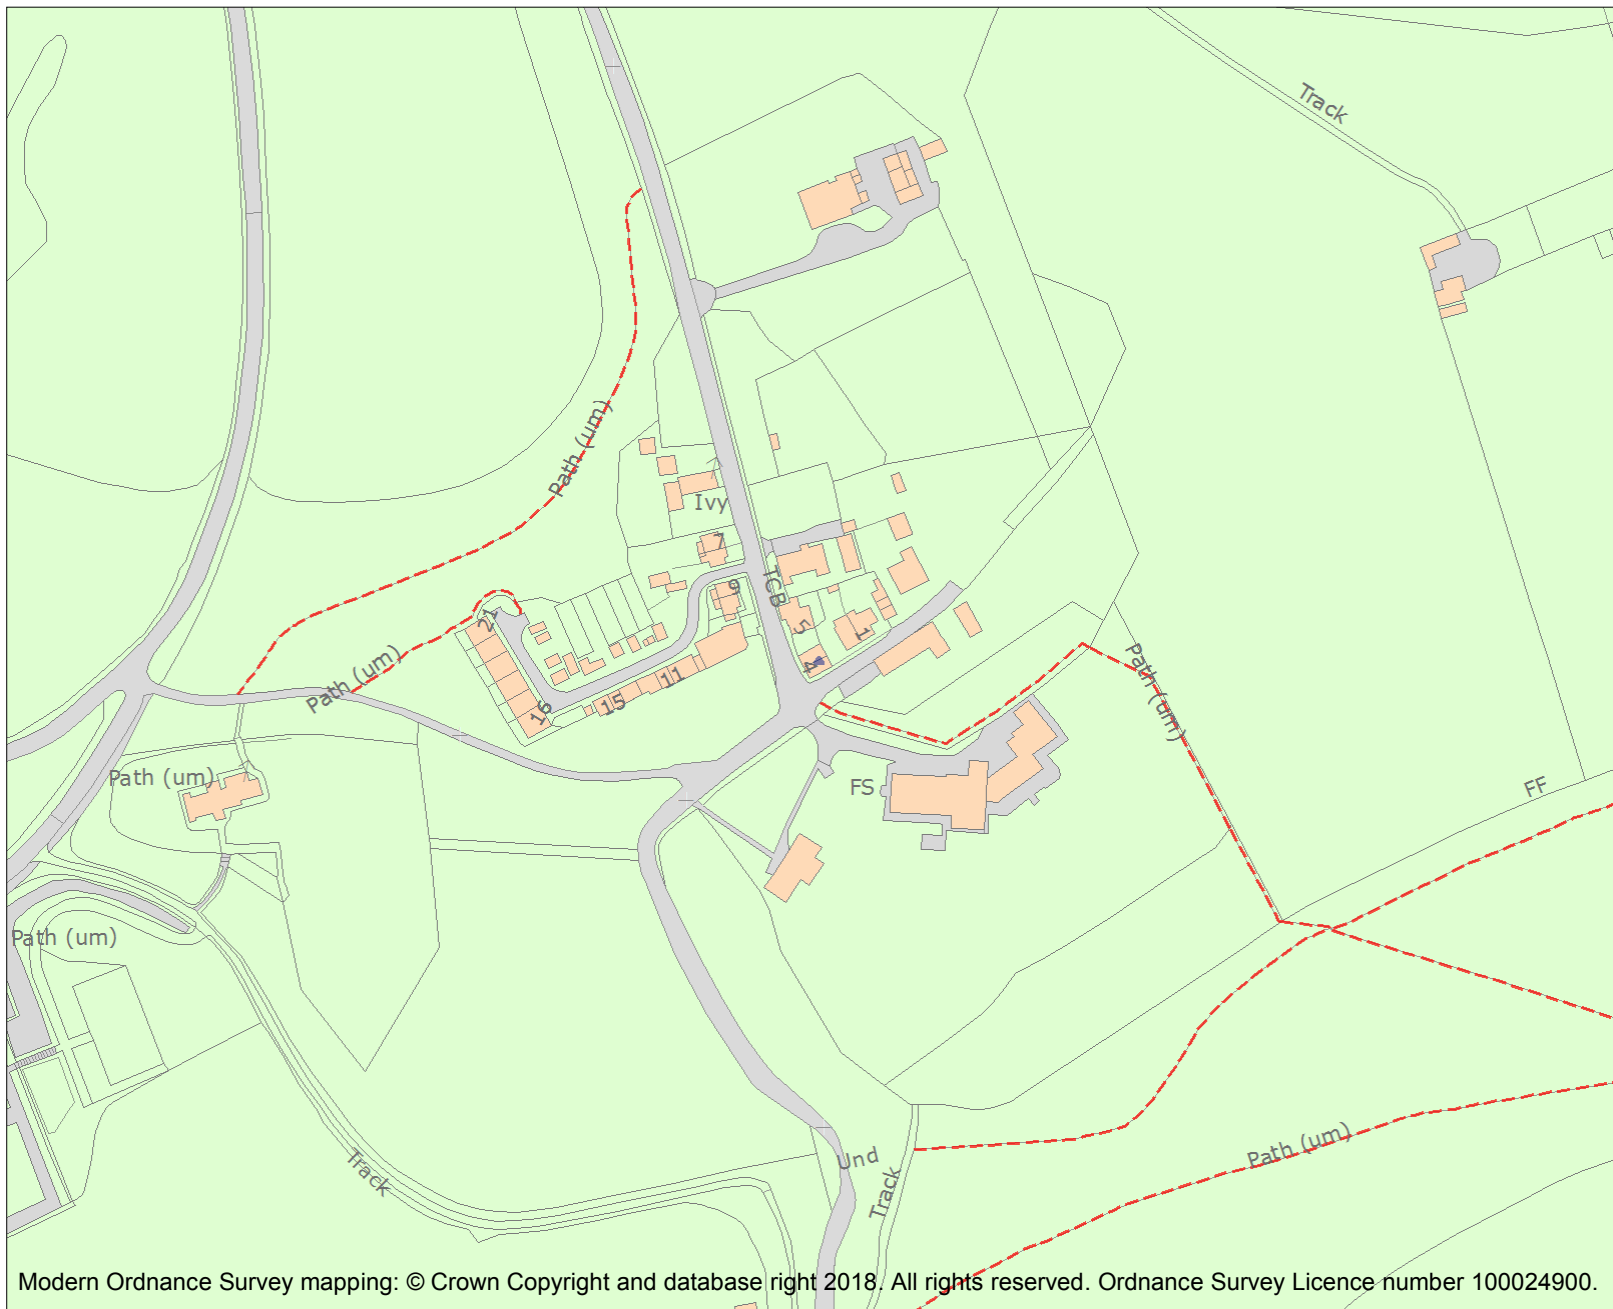 Track
Path (um)
Ivy
7
TCB
9
5
1
21
4
Path (um)
11
15
16
Path (um)
Path (um)
FS
FF
Path (um)
Und
Path (um)
Track
Track
Modern Ordnance Survey mapping: © Crown Copyright and database right 2018. All rights reserved. Ordnance Survey Licence number 100024900.